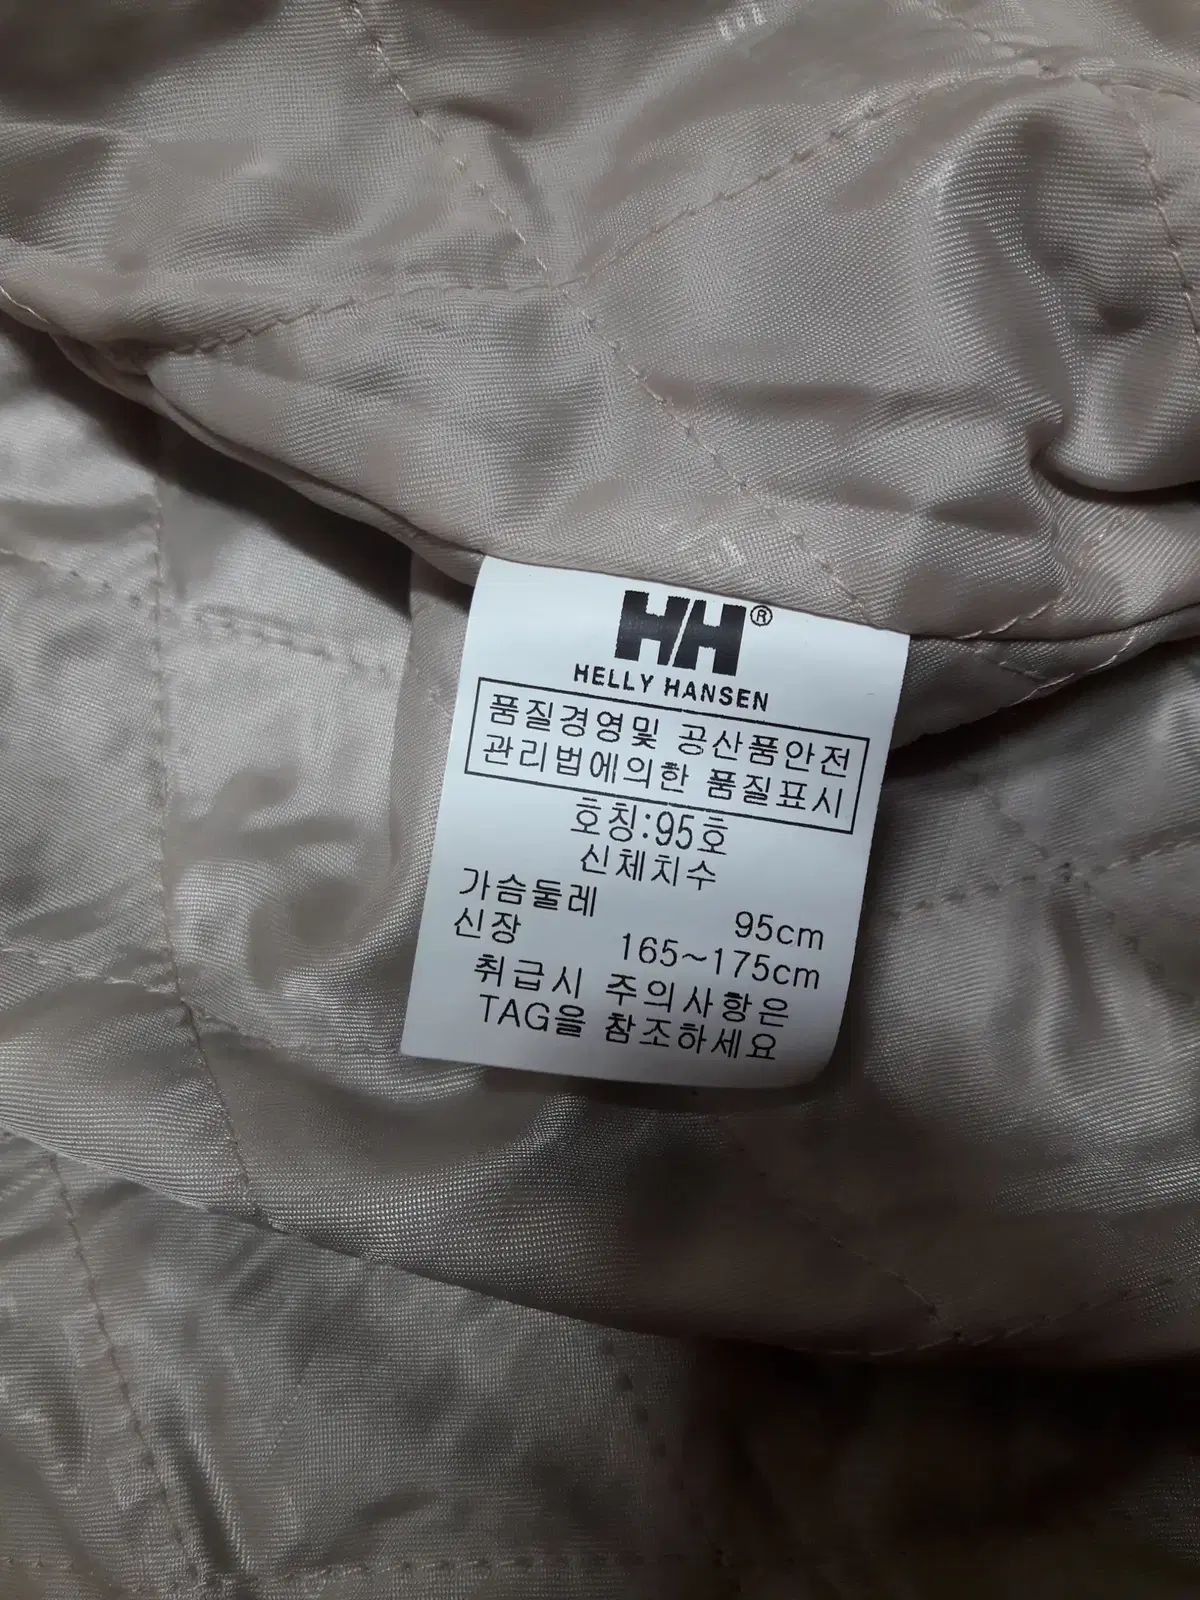 HH®
HELLY HANSEN
품질경영및 공산품안전
관리법에의한 품질표시
호칭:95호
신체치수
가슴둘레 95cm
신장 165~175cm
취급시 주의사항은
TAG을 참조하세요